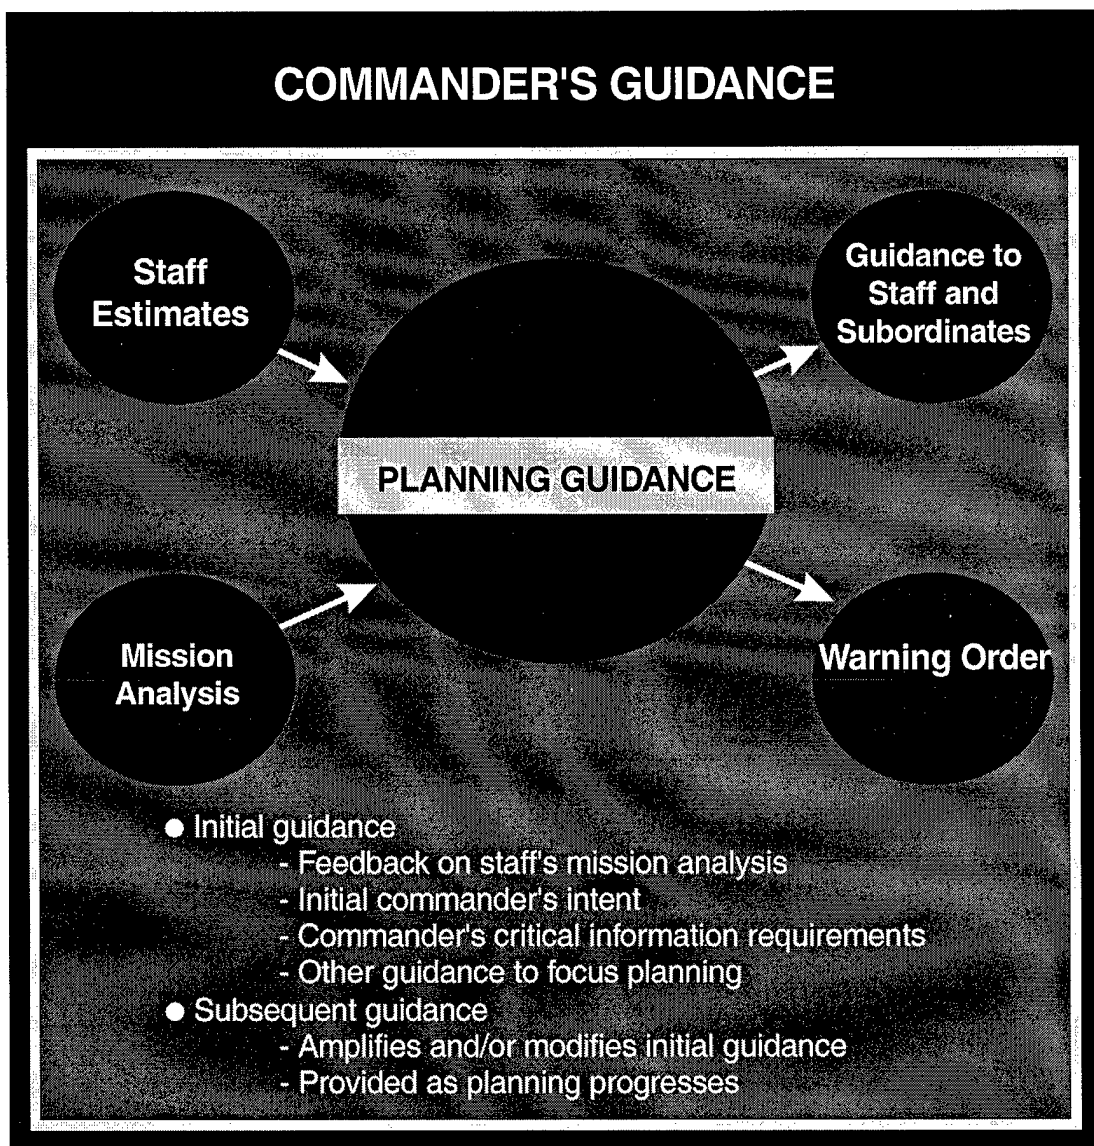 COMMANDER'S GUIDANCE
Staff
Estimates
Guidance to
Staff and
Subordinates
PLANNING GUIDANCE
Mission
Analysis
Warning Order
● Initial guidance
- Feedback on staff's mission analysis
- Initial commander's intent
- Commander's critical information requirements
- Other guidance to focus planning
● Subsequent guidance
- Amplifies and/or modifies initial guidance
- Provided as planning progresses